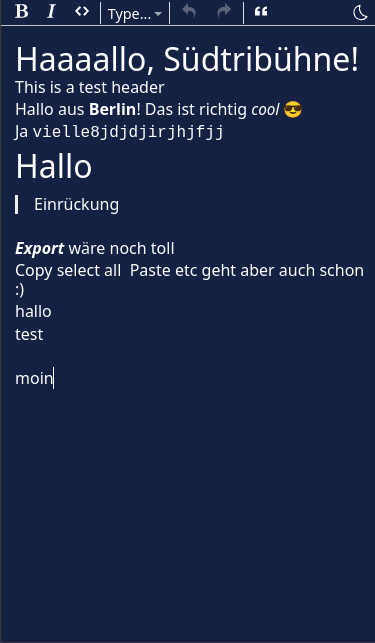 B I <> Type...
Haaaallo, Südtribühne!
This is a test header
Hallo aus Berlin! Das ist richtig cool 😎
Ja vielle8jdjdjirjhjfjj
Hallo
Einrückung
Export wäre noch toll
Copy select all  Paste etc geht aber auch schon
:)
hallo
test
moin